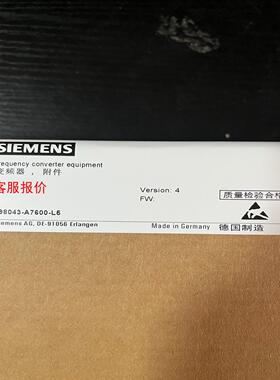 SIEMENS
requency converter equipment
变频器 , 附件
客服报价
Version: 4
FW:
质量检验合格
98043-A7600-L6
iemens AG, DE-91056 Erlangen
Made in Germany
德国制造